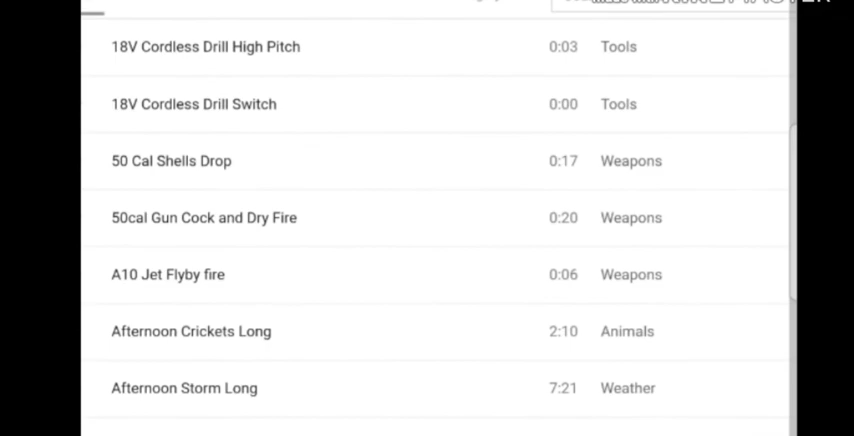 18V Cordless Drill High Pitch 0:03 Tools
18V Cordless Drill Switch 0:00 Tools
50 Cal Shells Drop 0:17 Weapons
50cal Gun Cock and Dry Fire 0:20 Weapons
A10 Jet Flyby fire 0:06 Weapons
Afternoon Crickets Long 2:10 Animals
Afternoon Storm Long 7:21 Weather